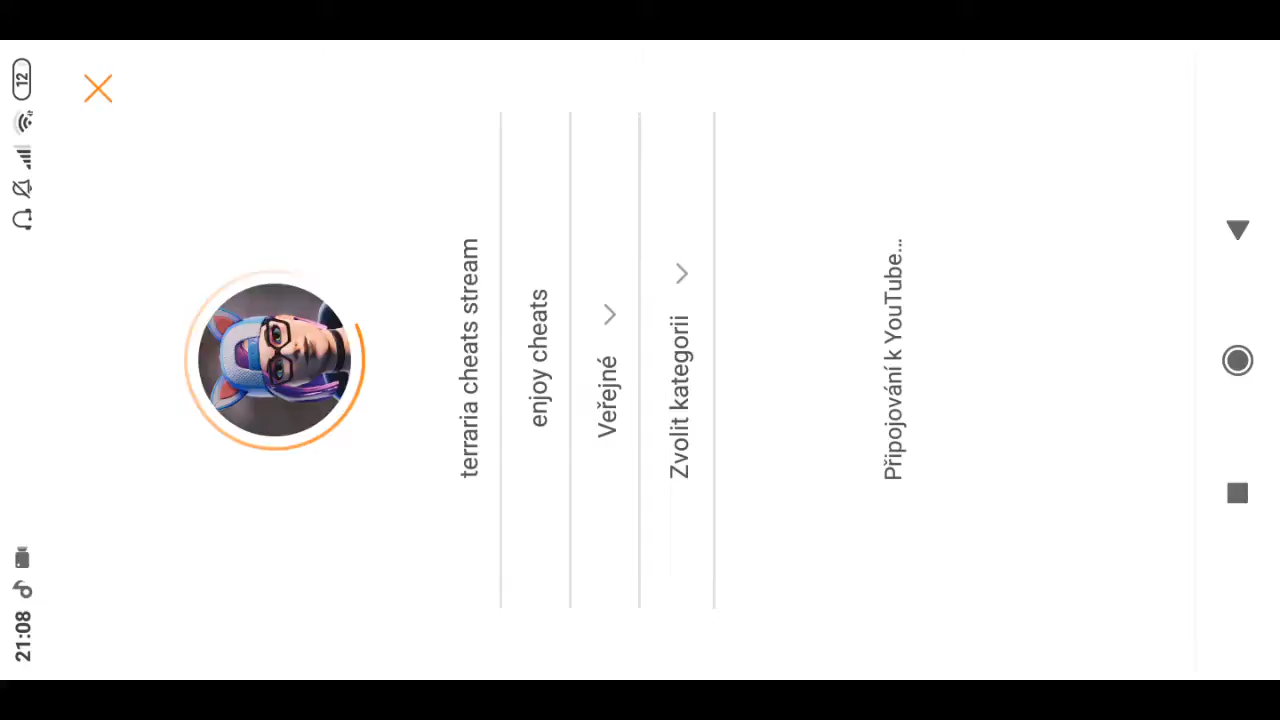 21:08
12
terraria cheats stream
enjoy cheats
Veřejné
Zvolit kategorii
Připojování k YouTube...